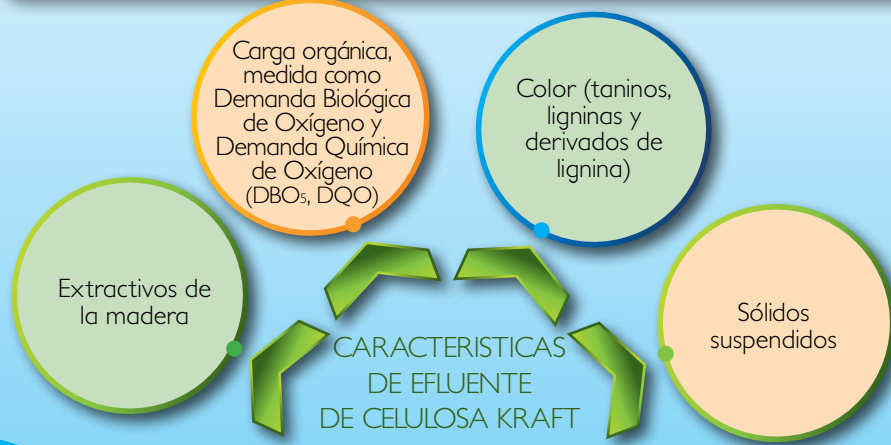 Carga orgánica,
medida como
Demanda Biológica
de Oxígeno y
Demanda Química
de Oxígeno
(DBO₅, DQO)
Color (taninos,
ligninas y
derivados de
lignina)
Extractivos de
la madera
Sólidos
suspendidos
CARACTERISTICAS
DE EFLUENTE
DE CELULOSA KRAFT